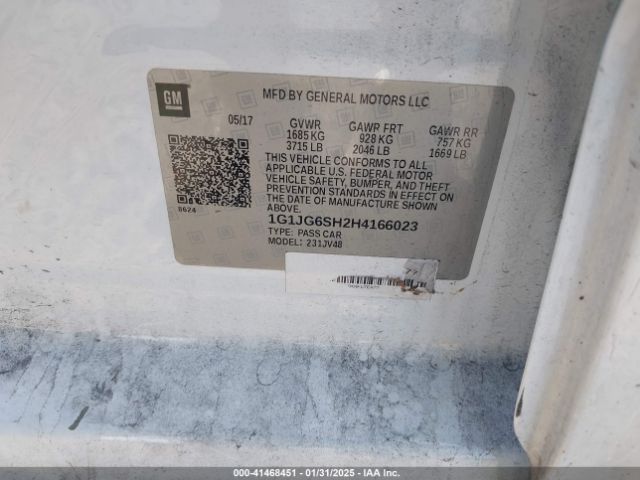 GM
MFD BY GENERAL MOTORS LLC
05/17
GVWR GAWR FRT GAWR RR
1685 KG 928 KG 757 KG
3715 LB 2046 LB 1669 LB
THIS VEHICLE CONFORMS TO ALL
APPLICABLE U.S. FEDERAL MOTOR
VEHICLE SAFETY, BUMPER, AND THEFT
PREVENTION STANDARDS IN EFFECT ON
THE DATE OF MANUFACTURE SHOWN
ABOVE.
8624
1G1JG6SH2H4166023
TYPE: PASS CAR
MODEL: 231JV48
000-41468451 - 01/31/2025 - IAA Inc.